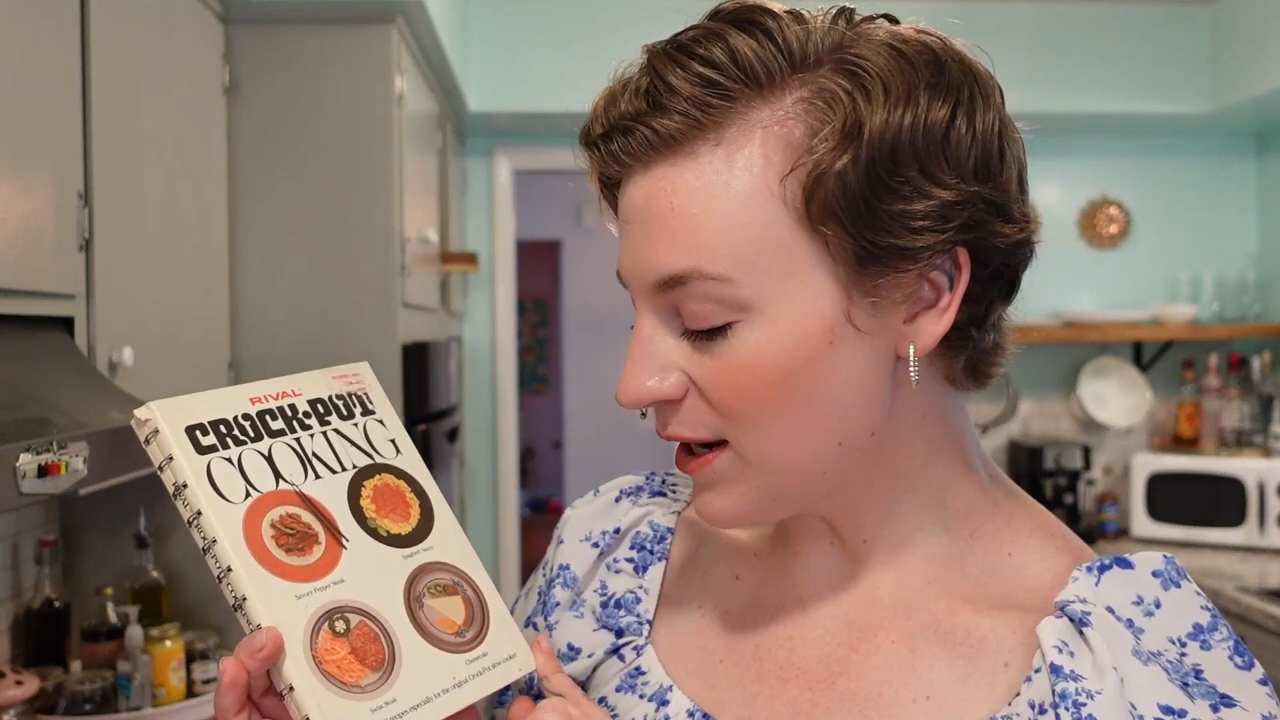 RIVAL
CROCK·POT
COOKING
Savory Pepper Steak
Spaghetti Sauce
Swiss Steak
Cheesecake
recipes especially for the original Crock-Pot slow cooker